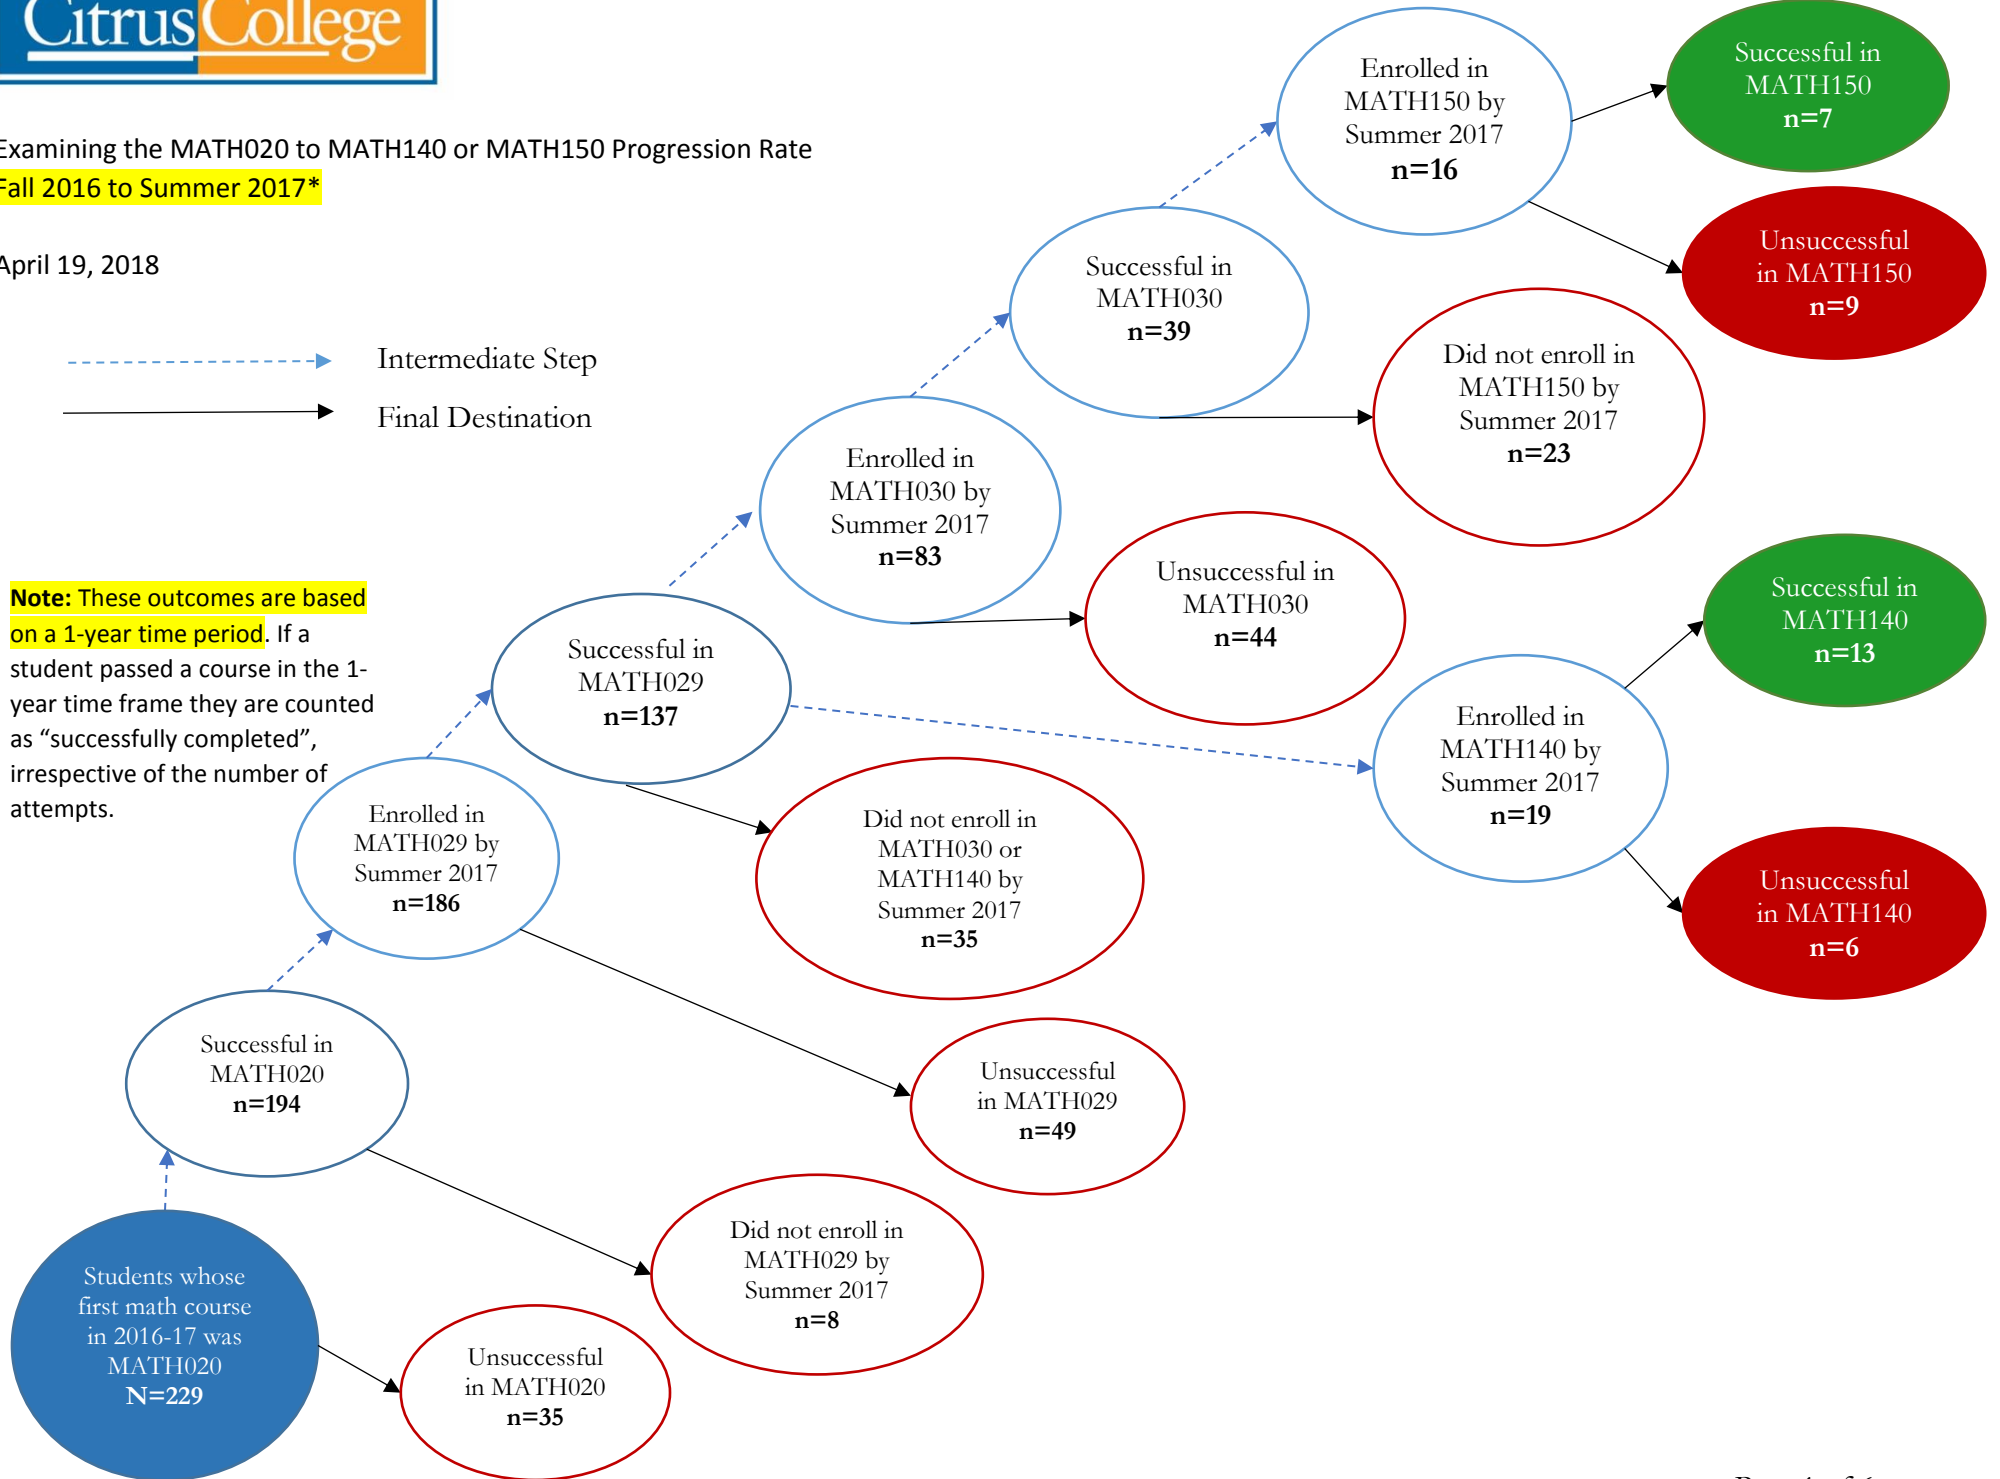 Citrus College
Examining the MATH020 to MATH140 or MATH150 Progression Rate
Fall 2016 to Summer 2017*
April 19, 2018
Intermediate Step
Final Destination
Note: These outcomes are based
on a 1-year time period. If a
student passed a course in the 1-
year time frame they are counted
as “successfully completed”,
irrespective of the number of
attempts.
Enrolled in
MATH150 by
Summer 2017
n=16
Successful in
MATH150
n=7
Unsuccessful
in MATH150
n=9
Successful in
MATH030
n=39
Did not enroll in
MATH150 by
Summer 2017
n=23
Enrolled in
MATH030 by
Summer 2017
n=83
Unsuccessful in
MATH030
n=44
Successful in
MATH140
n=13
Successful in
MATH029
n=137
Enrolled in
MATH140 by
Summer 2017
n=19
Unsuccessful
in MATH140
n=6
Enrolled in
MATH029 by
Summer 2017
n=186
Did not enroll in
MATH030 or
MATH140 by
Summer 2017
n=35
Successful in
MATH020
n=194
Unsuccessful
in MATH029
n=49
Did not enroll in
MATH029 by
Summer 2017
n=8
Students whose
first math course
in 2016-17 was
MATH020
N=229
Unsuccessful
in MATH020
n=35